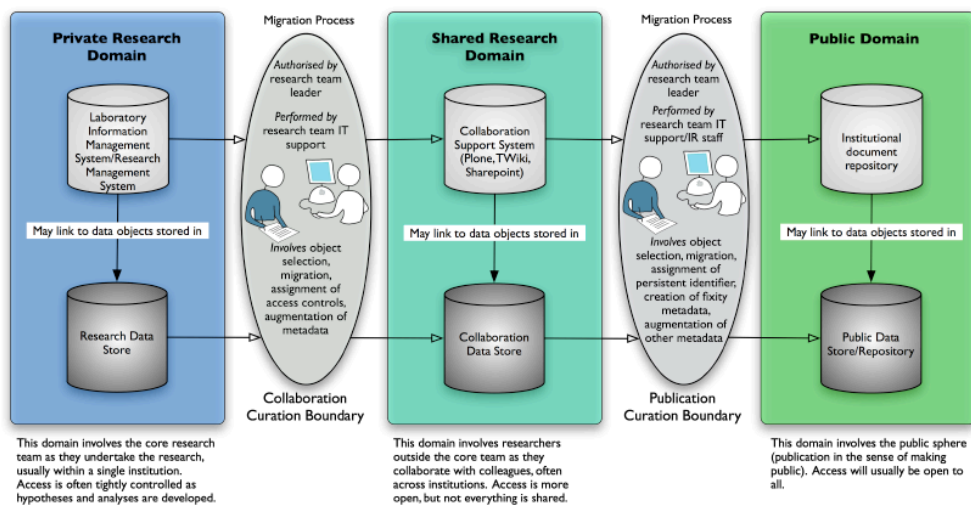 Private Research
Domain
Laboratory
Information
Management
System/Research
Management
System
May link to data objects stored in
Research Data
Store
This domain involves the core research
team as they undertake the research,
usually within a single institution.
Access is often tightly controlled as
hypotheses and analyses are developed.
Migration Process
Authorised by
research team
leader
Performed by
research team IT
support
Involves object
selection,
migration,
assignment of
access controls,
augmentation of
metadata
Collaboration
Curation Boundary
Shared Research
Domain
Collaboration
Support System
(Plone, TWiki,
Sharepoint)
May link to data objects stored in
Collaboration
Data Store
This domain involves researchers
outside the core team as they
collaborate with colleagues, often
across institutions. Access is more
open, but not everything is shared.
Migration Process
Authorised by
research team
leader
Performed by
research team IT
support/IR staff
Involves object
selection, migration,
assignment of
persistent identifier,
creation of fixity
metadata,
augmentation of
other metadata
Publication
Curation Boundary
Public Domain
Institutional
document
repository
May link to data objects stored in
Public Data
Store/Repository
This domain involves the public sphere
(publication in the sense of making
public). Access will usually be open to
all.